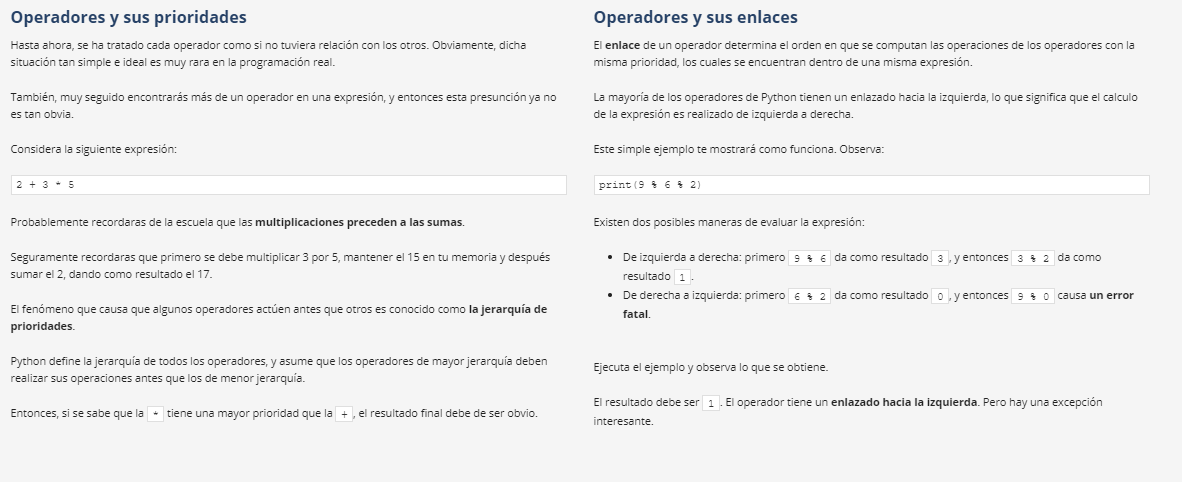 Operadores y sus prioridades
Hasta ahora, se ha tratado cada operador como si no tuviera relación con los otros. Obviamente, dicha
situación tan simple e ideal es muy rara en la programación real.
También, muy seguido encontrarás más de un operador en una expresión, y entonces esta presunción ya no
es tan obvia.
Considera la siguiente expresión:
2 + 3 * 5
Probablemente recordaras de la escuela que las multiplicaciones preceden a las sumas.
Seguramente recordaras que primero se debe multiplicar 3 por 5, mantener el 15 en tu memoria y después
sumar el 2, dando como resultado el 17.
El fenómeno que causa que algunos operadores actúen antes que otros es conocido como la jerarquía de
prioridades.
Python define la jerarquía de todos los operadores, y asume que los operadores de mayor jerarquía deben
realizar sus operaciones antes que los de menor jerarquía.
Entonces, si se sabe que la * tiene una mayor prioridad que la +, el resultado final debe de ser obvio.
Operadores y sus enlaces
El enlace de un operador determina el orden en que se computan las operaciones de los operadores con la
misma prioridad, los cuales se encuentran dentro de una misma expresión.
La mayoría de los operadores de Python tienen un enlazado hacia la izquierda, lo que significa que el calculo
de la expresión es realizado de izquierda a derecha.
Este simple ejemplo te mostrará como funciona. Observa:
print(9 % 6 % 2)
Existen dos posibles maneras de evaluar la expresión:
• De izquierda a derecha: primero 9 % 6 da como resultado 3, y entonces 3 % 2 da como
resultado 1.
• De derecha a izquierda: primero 6 % 2 da como resultado 0, y entonces 9 % 0 causa un error
fatal.
Ejecuta el ejemplo y observa lo que se obtiene.
El resultado debe ser 1. El operador tiene un enlazado hacia la izquierda. Pero hay una excepción
interesante.